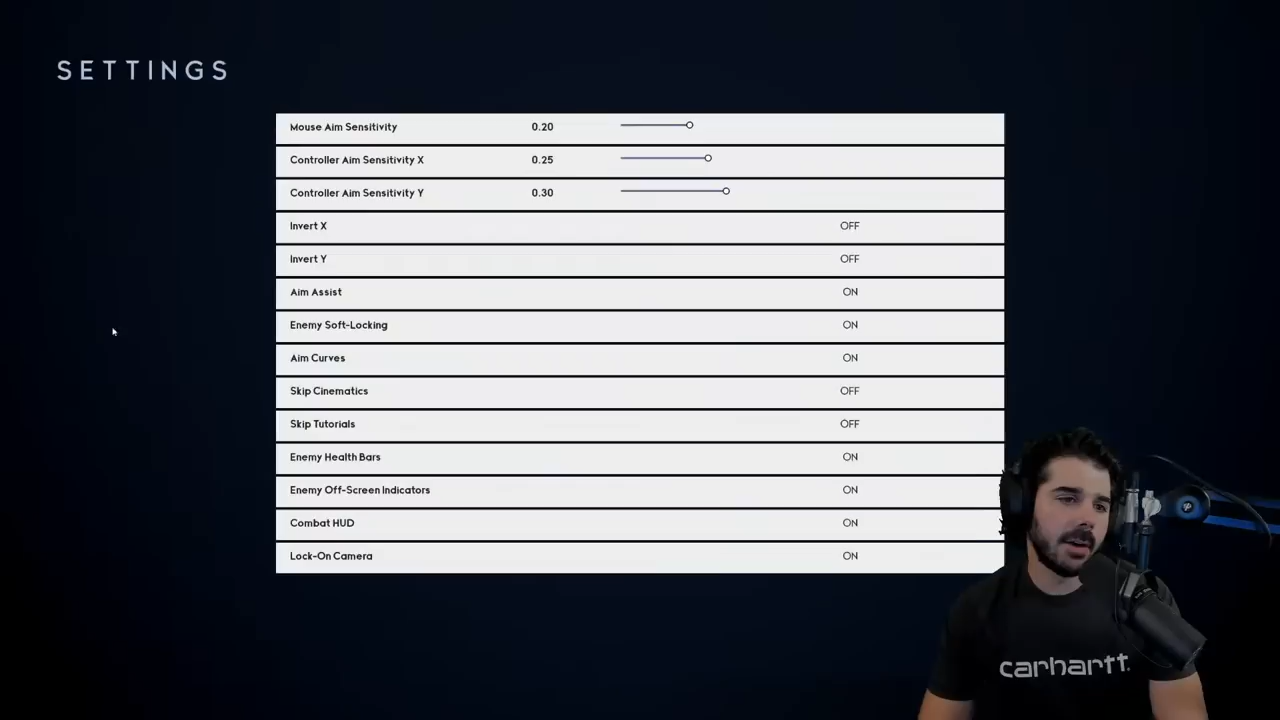 SETTINGS
Mouse Aim Sensitivity 0.20
Controller Aim Sensitivity X 0.25
Controller Aim Sensitivity Y 0.30
Invert X OFF
Invert Y OFF
Aim Assist ON
Enemy Soft-Locking ON
Aim Curves ON
Skip Cinematics OFF
Skip Tutorials OFF
Enemy Health Bars ON
Enemy Off-Screen Indicators ON
Combat HUD ON
Lock-On Camera ON
carhartt.